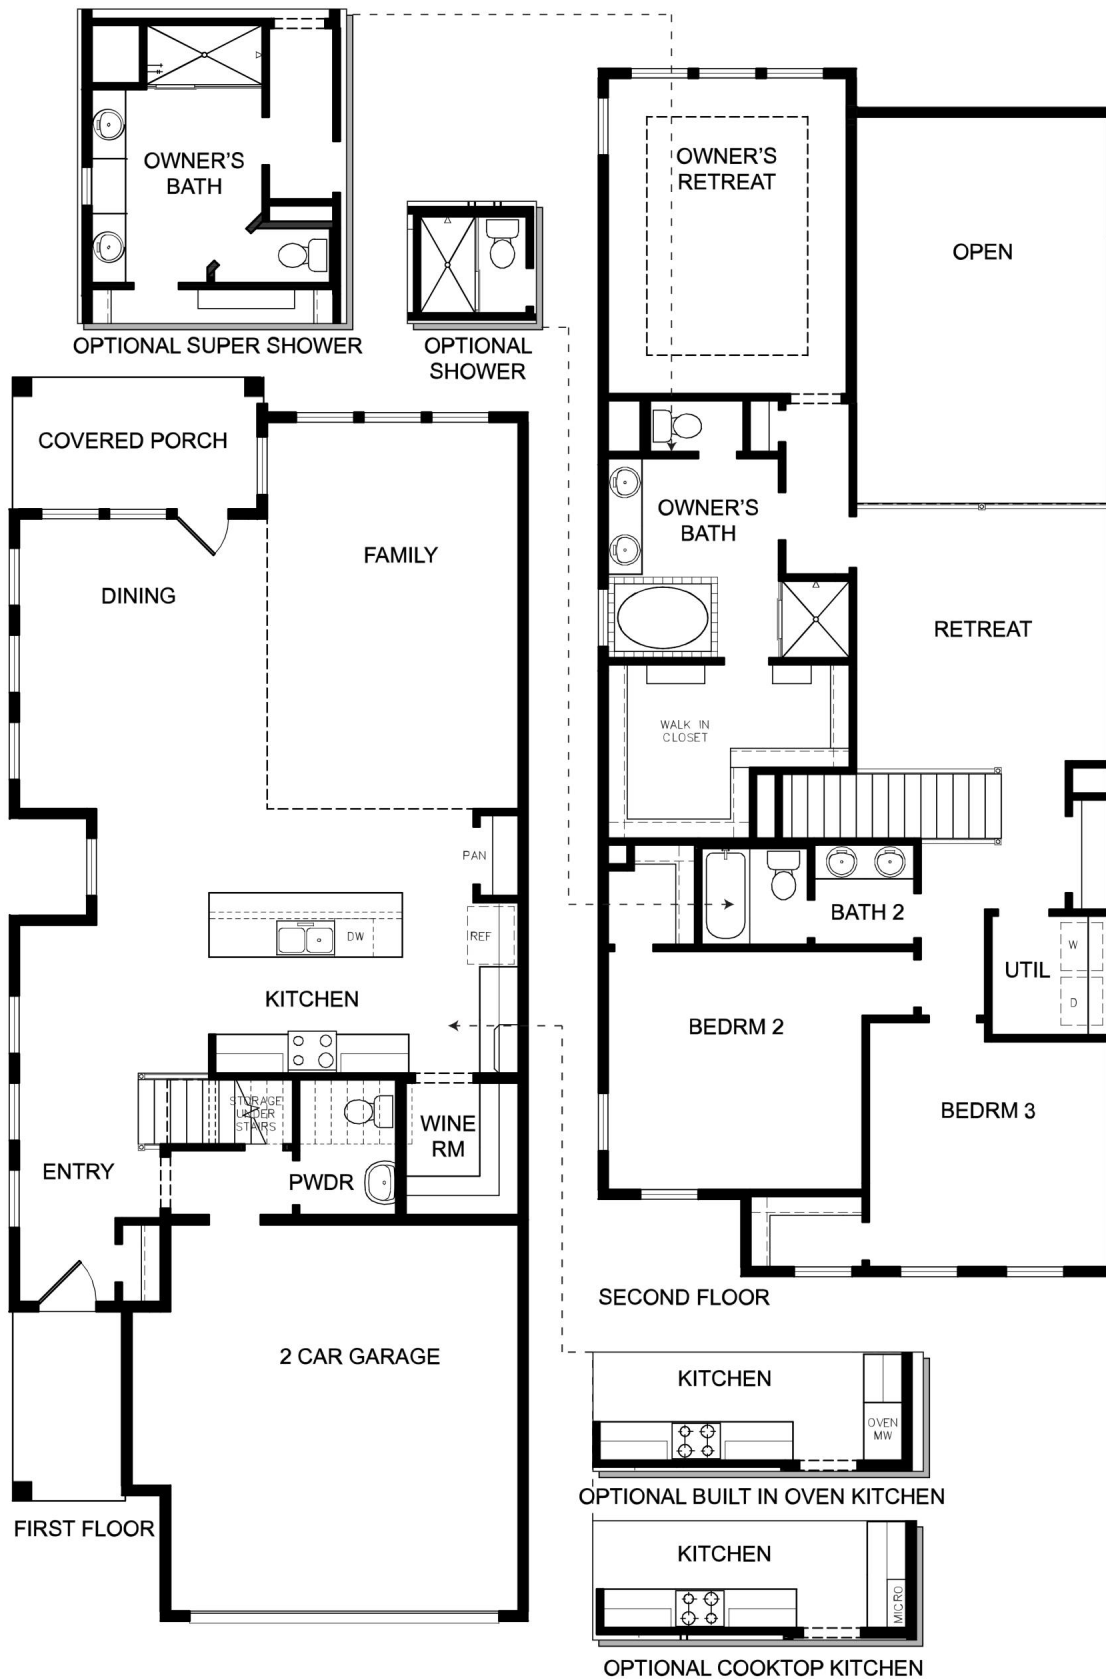 OWNER'S
BATH
OPTIONAL SUPER SHOWER
OPTIONAL
SHOWER
COVERED PORCH
FAMILY
DINING
PAN
DW
REF
KITCHEN
STORAGE
UNDER
STAIRS
WINE
RM
ENTRY
PWDR
2 CAR GARAGE
FIRST FLOOR
OWNER'S
RETREAT
OPEN
OWNER'S
BATH
RETREAT
WALK IN
CLOSET
BATH 2
W
UTIL
D
BEDRM 2
BEDRM 3
SECOND FLOOR
KITCHEN
OVEN
MW
OPTIONAL BUILT IN OVEN KITCHEN
KITCHEN
MICRO
OPTIONAL COOKTOP KITCHEN